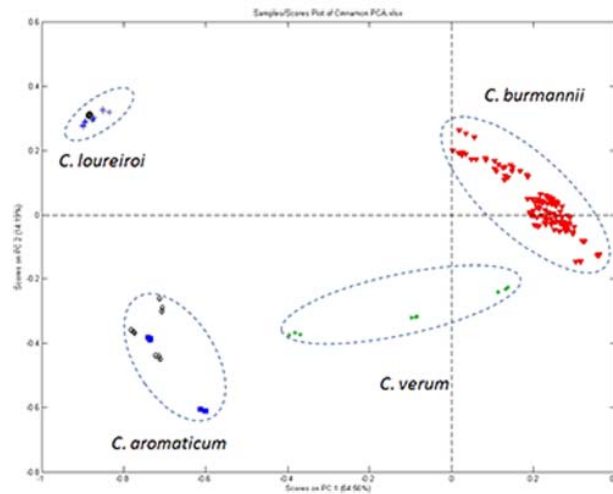 Samples/Scores Plot of Cinnamon PCA.xlsx
0.6
C. burmannii
0.4
C. loureiroi
0.2
0
Scores on PC 2 (14.19%)
-0.2
-0.4
C. verum
-0.6
C. aromaticum
-0.8
-1 -0.8 -0.6 -0.4 -0.2 0 0.2
Scores on PC 1 (64.56%)